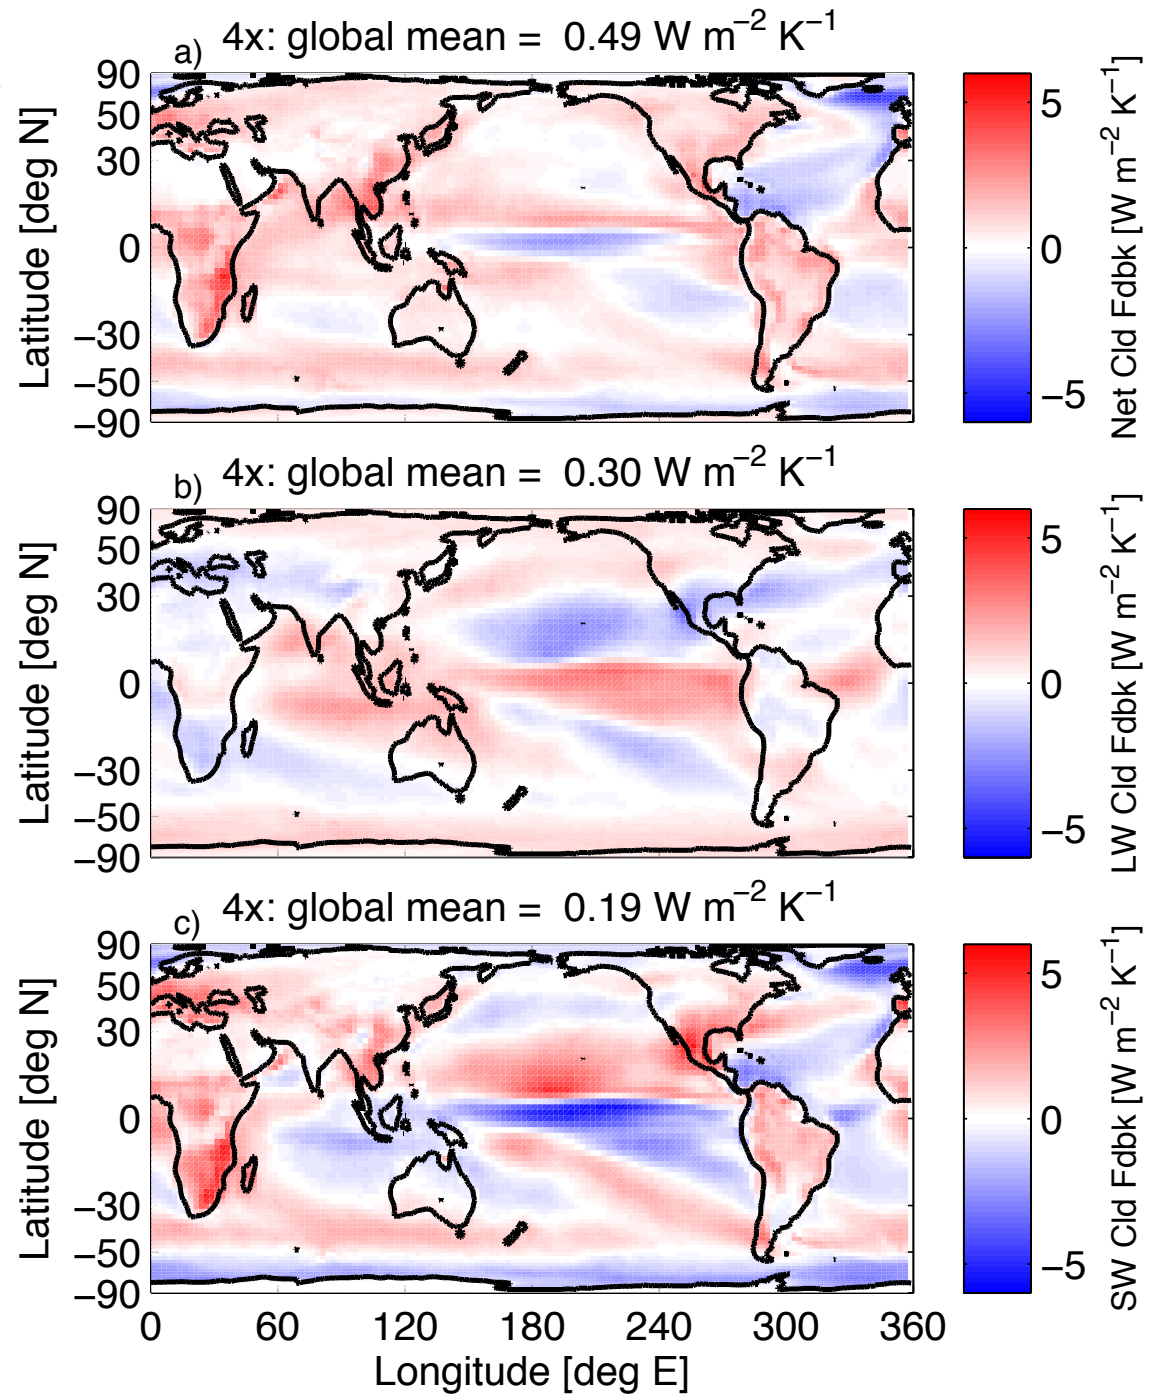 a) 4x: global mean = 0.49 W m−2 K−1
90
50
30
0
−30
−50
−90
Latitude [deg N]
5
0
−5
Net Cld Fdbk [W m−2 K−1]
b) 4x: global mean = 0.30 W m−2 K−1
90
50
30
0
−30
−50
−90
Latitude [deg N]
5
0
−5
LW Cld Fdbk [W m−2 K−1]
c) 4x: global mean = 0.19 W m−2 K−1
90
50
30
0
−30
−50
−90
Latitude [deg N]
5
0
−5
SW Cld Fdbk [W m−2 K−1]
0 60 120 180 240 300 360
Longitude [deg E]